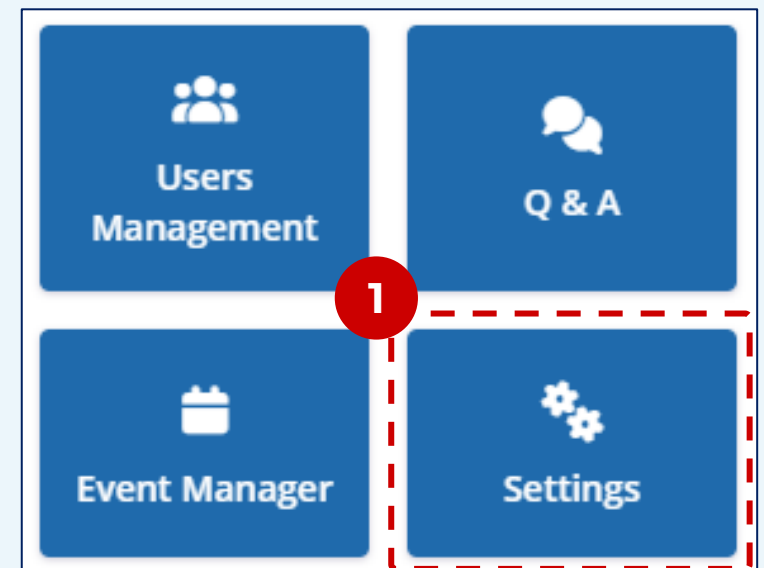 Users
Management
Q & A
1
Event Manager
Settings